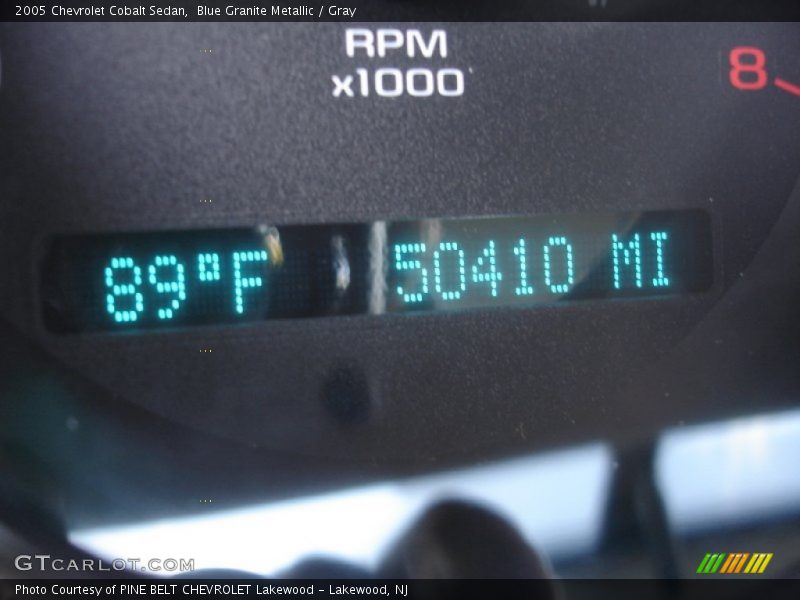 2005 Chevrolet Cobalt Sedan,  Blue Granite Metallic / Gray
RPM
x1000
8
89°F 50410 MI
GTCARLOT.COM
Photo Courtesy of PINE BELT CHEVROLET Lakewood – Lakewood, NJ